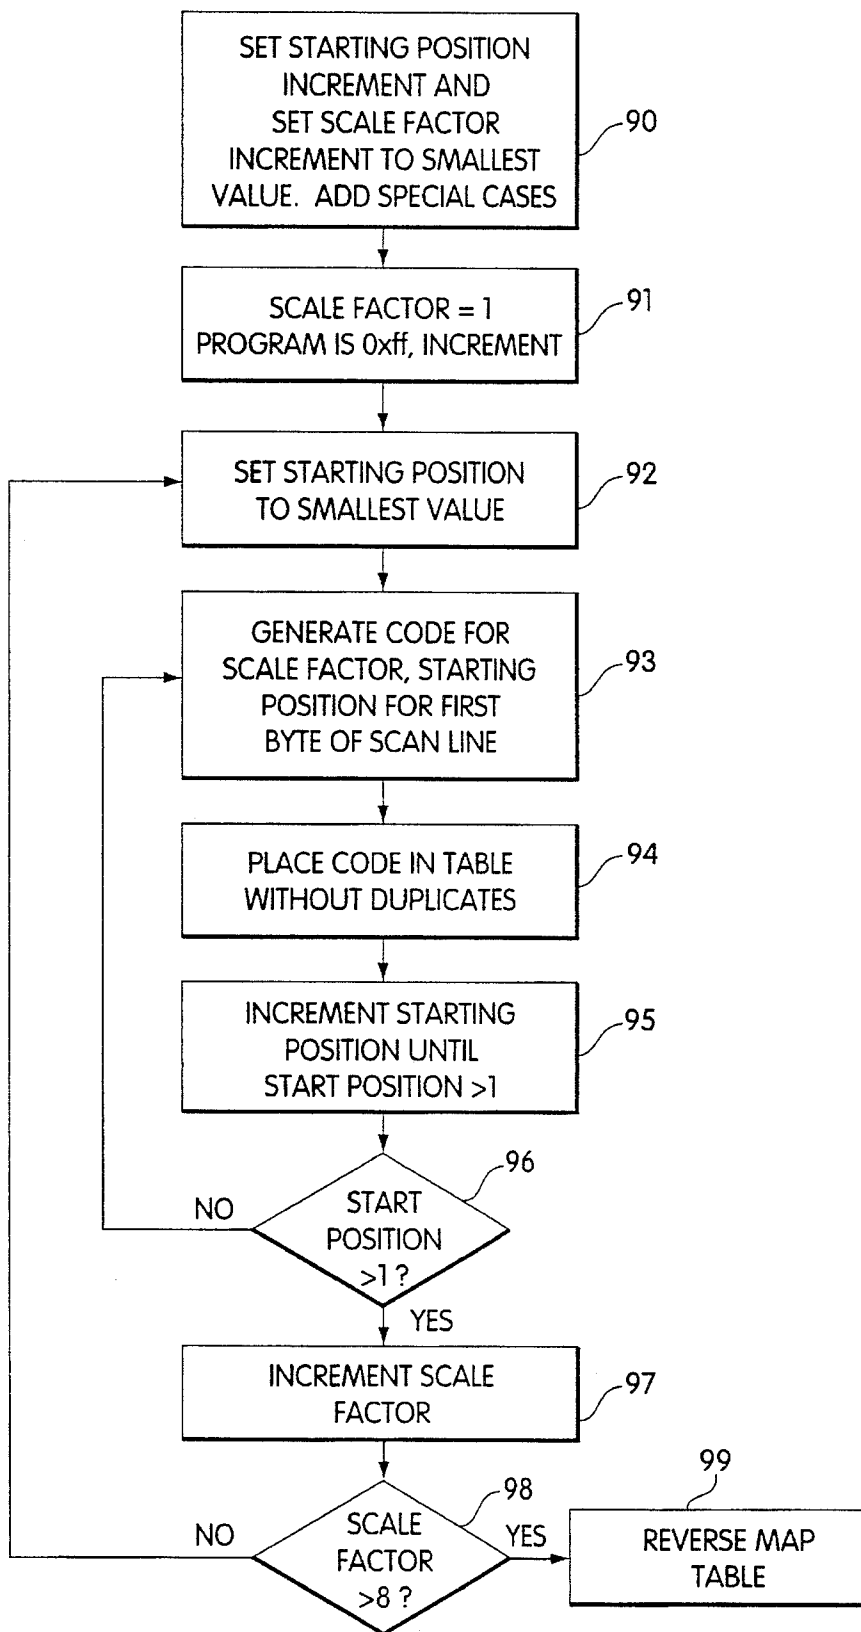 SET STARTING POSITION
INCREMENT AND
SET SCALE FACTOR
INCREMENT TO SMALLEST
VALUE. ADD SPECIAL CASES
90
SCALE FACTOR = 1
PROGRAM IS 0xff, INCREMENT
91
SET STARTING POSITION
TO SMALLEST VALUE
92
GENERATE CODE FOR
SCALE FACTOR, STARTING
POSITION FOR FIRST
BYTE OF SCAN LINE
93
PLACE CODE IN TABLE
WITHOUT DUPLICATES
94
INCREMENT STARTING
POSITION UNTIL
START POSITION >1
95
96
NO
START
POSITION
>1 ?
YES
INCREMENT SCALE
FACTOR
97
98
NO
SCALE
FACTOR
>8 ?
YES
99
REVERSE MAP
TABLE